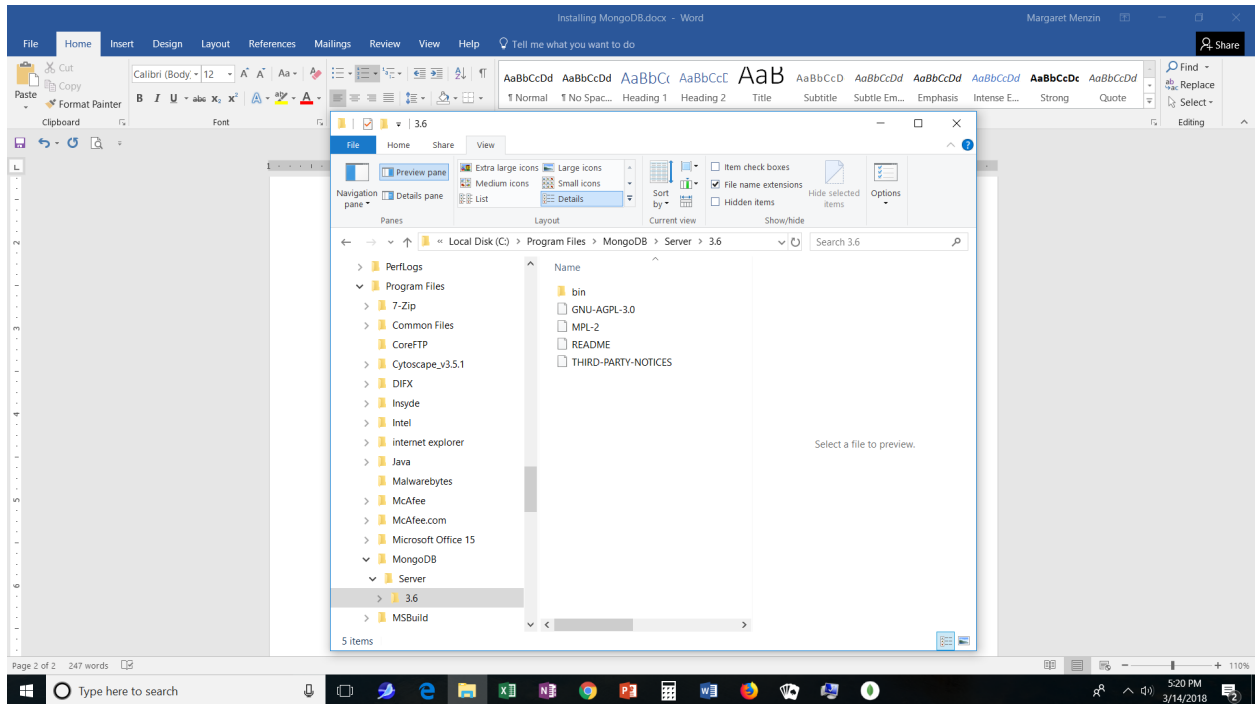 Installing MongoDB.docx - Word
Margaret Menzin
File Home Insert Design Layout References Mailings Review View Help Tell me what you want to do
Share
Paste
Cut
Copy
Format Painter
Clipboard
Calibri (Body) 12
Font
AaBbCcDd AaBbCcDd AaBbCc AaBbCcE AaB AaBbCcD AaBbCcDd AaBbCcDd AaBbCcDd AaBbCcDc AaBbCcDd
¶ Normal ¶ No Spac... Heading 1 Heading 2 Title Subtitle Subtle Em... Emphasis Intense E... Strong Quote
Find
Replace
Select
Editing
3.6
File Home Share View
Navigation pane
Preview pane
Details pane
Panes
Extra large icons Large icons
Medium icons Small icons
List Details
Layout
Sort by
Current view
Item check boxes
File name extensions
Hidden items
Hide selected items
Show/hide
Options
« Local Disk (C:) > Program Files > MongoDB > Server > 3.6
Search 3.6
PerfLogs
Program Files
7-Zip
Common Files
CoreFTP
Cytoscape_v3.5.1
DIFX
Insyde
Intel
internet explorer
Java
Malwarebytes
McAfee
McAfee.com
Microsoft Office 15
MongoDB
Server
3.6
MSBuild
Name
bin
GNU-AGPL-3.0
MPL-2
README
THIRD-PARTY-NOTICES
Select a file to preview.
5 items
Page 2 of 2 247 words
110%
Type here to search
5:20 PM
3/14/2018
2